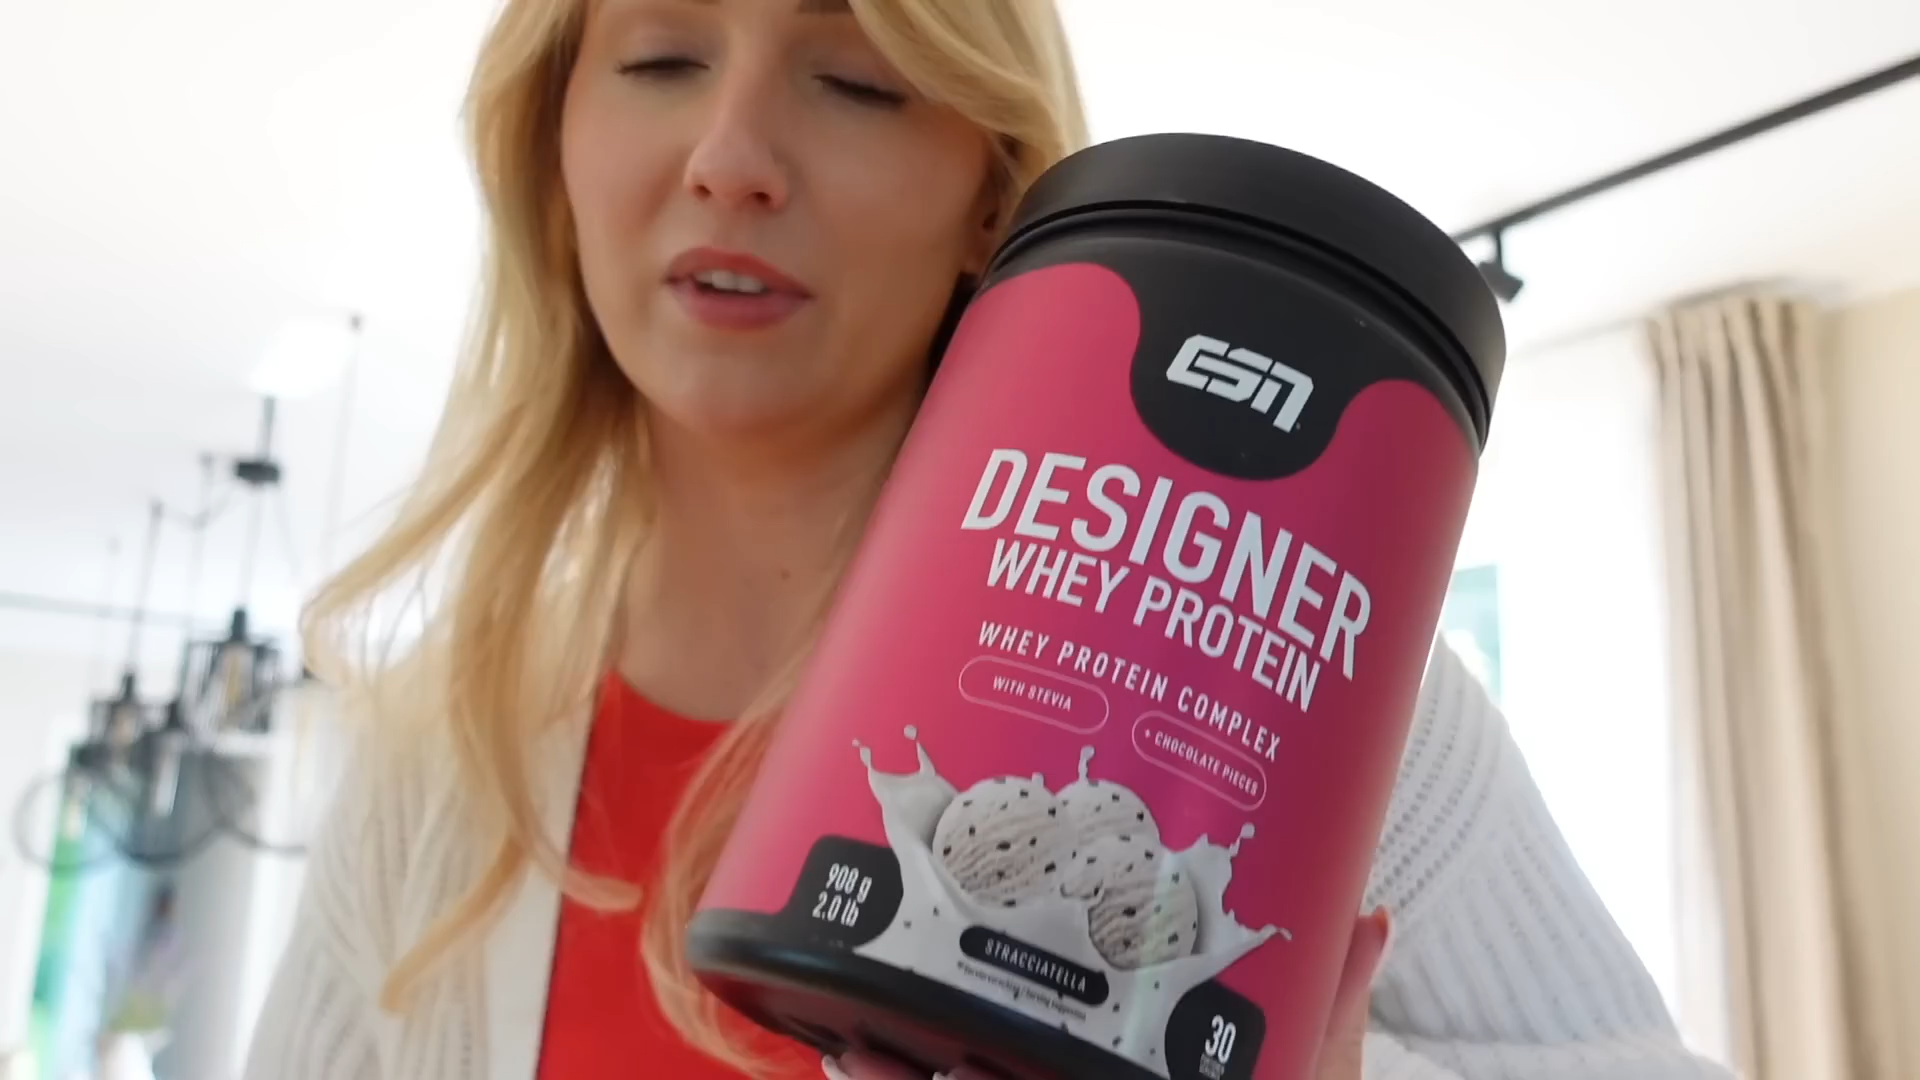 ESN
DESIGNER
WHEY PROTEIN
WHEY PROTEIN COMPLEX
WITH STEVIA
+ CHOCOLATE PIECES
908 g
2.0 lb
STRACCIATELLA
30